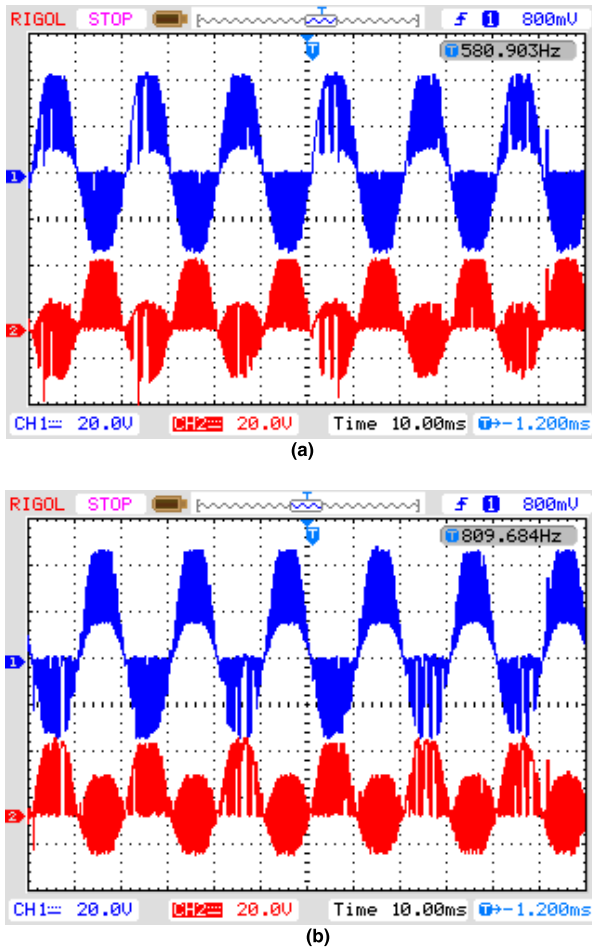 RIGOL STOP T 1 800mV
T 580.903Hz
T
1
2
CH1 20.0V CH2 20.0V Time 10.00ms T→-1.200ms
(a)
RIGOL STOP T 1 800mV
T 809.684Hz
T
1
2
CH1 20.0V CH2 20.0V Time 10.00ms T→-1.200ms
(b)